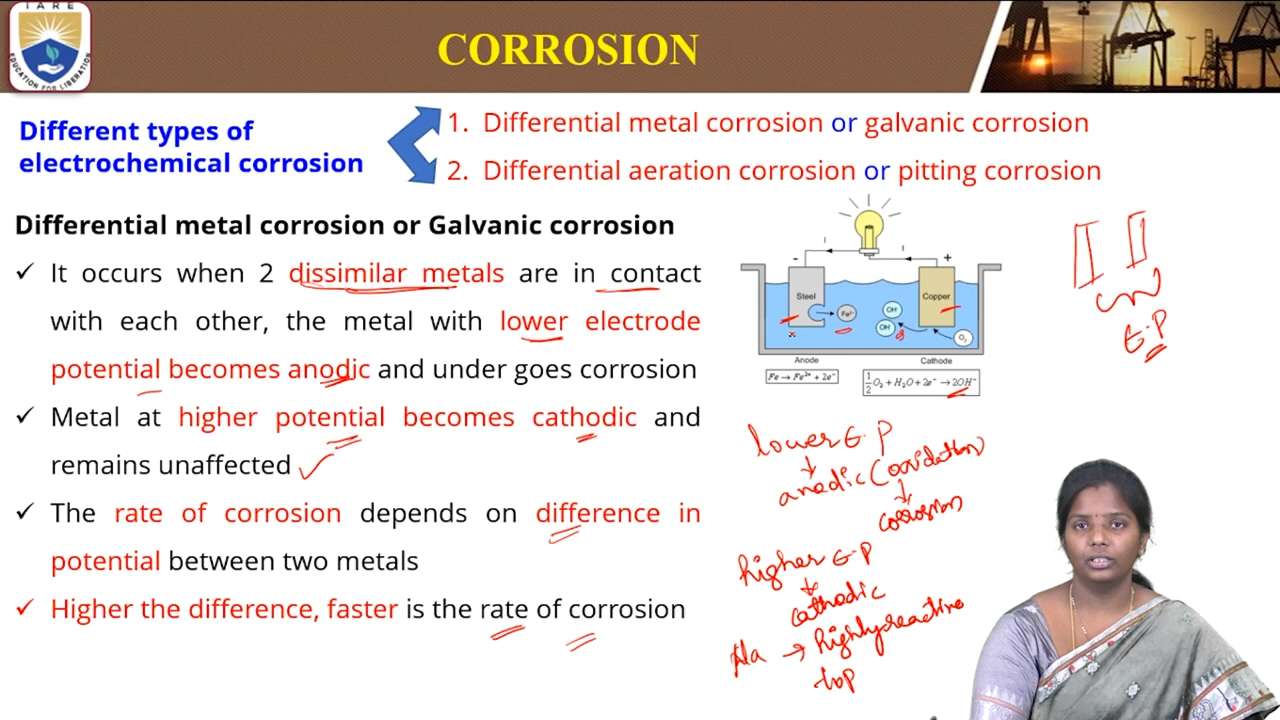 IARE
EDUCATION FOR LIBERATION
CORROSION
Different types of
electrochemical corrosion
1. Differential metal corrosion or galvanic corrosion
2. Differential aeration corrosion or pitting corrosion
Differential metal corrosion or Galvanic corrosion
✓ It occurs when 2 dissimilar metals are in contact
with each other, the metal with lower electrode
potential becomes anodic and under goes corrosion
✓ Metal at higher potential becomes cathodic and
remains unaffected
✓ The rate of corrosion depends on difference in
potential between two metals
✓ Higher the difference, faster is the rate of corrosion
I I
- +
Steel Copper
Fe²⁺
OH⁻
OH⁻
O₂
Anode Cathode
Fe → Fe²⁺ + 2e⁻
1/2 O₂ + H₂O + 2e⁻ → 2OH⁻
E.P
lower E.P
↓
anodic (oxidation)
↓
corrosion
higher E.P
↓
cathodic
→ highly reactive
top